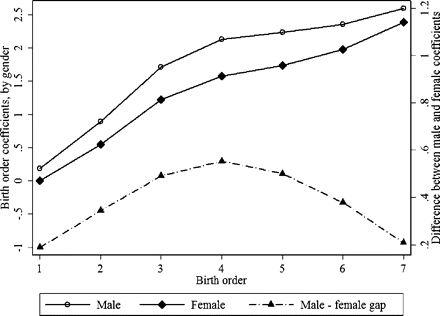 Birth order coefficients, by gender
2.5
2
1.5
1
.5
0
-.5
-1
1.2
1
.8
.6
.4
.2
Difference between male and female coefficients
1 2 3 4 5 6 7
Birth order
Male Female Male - female gap